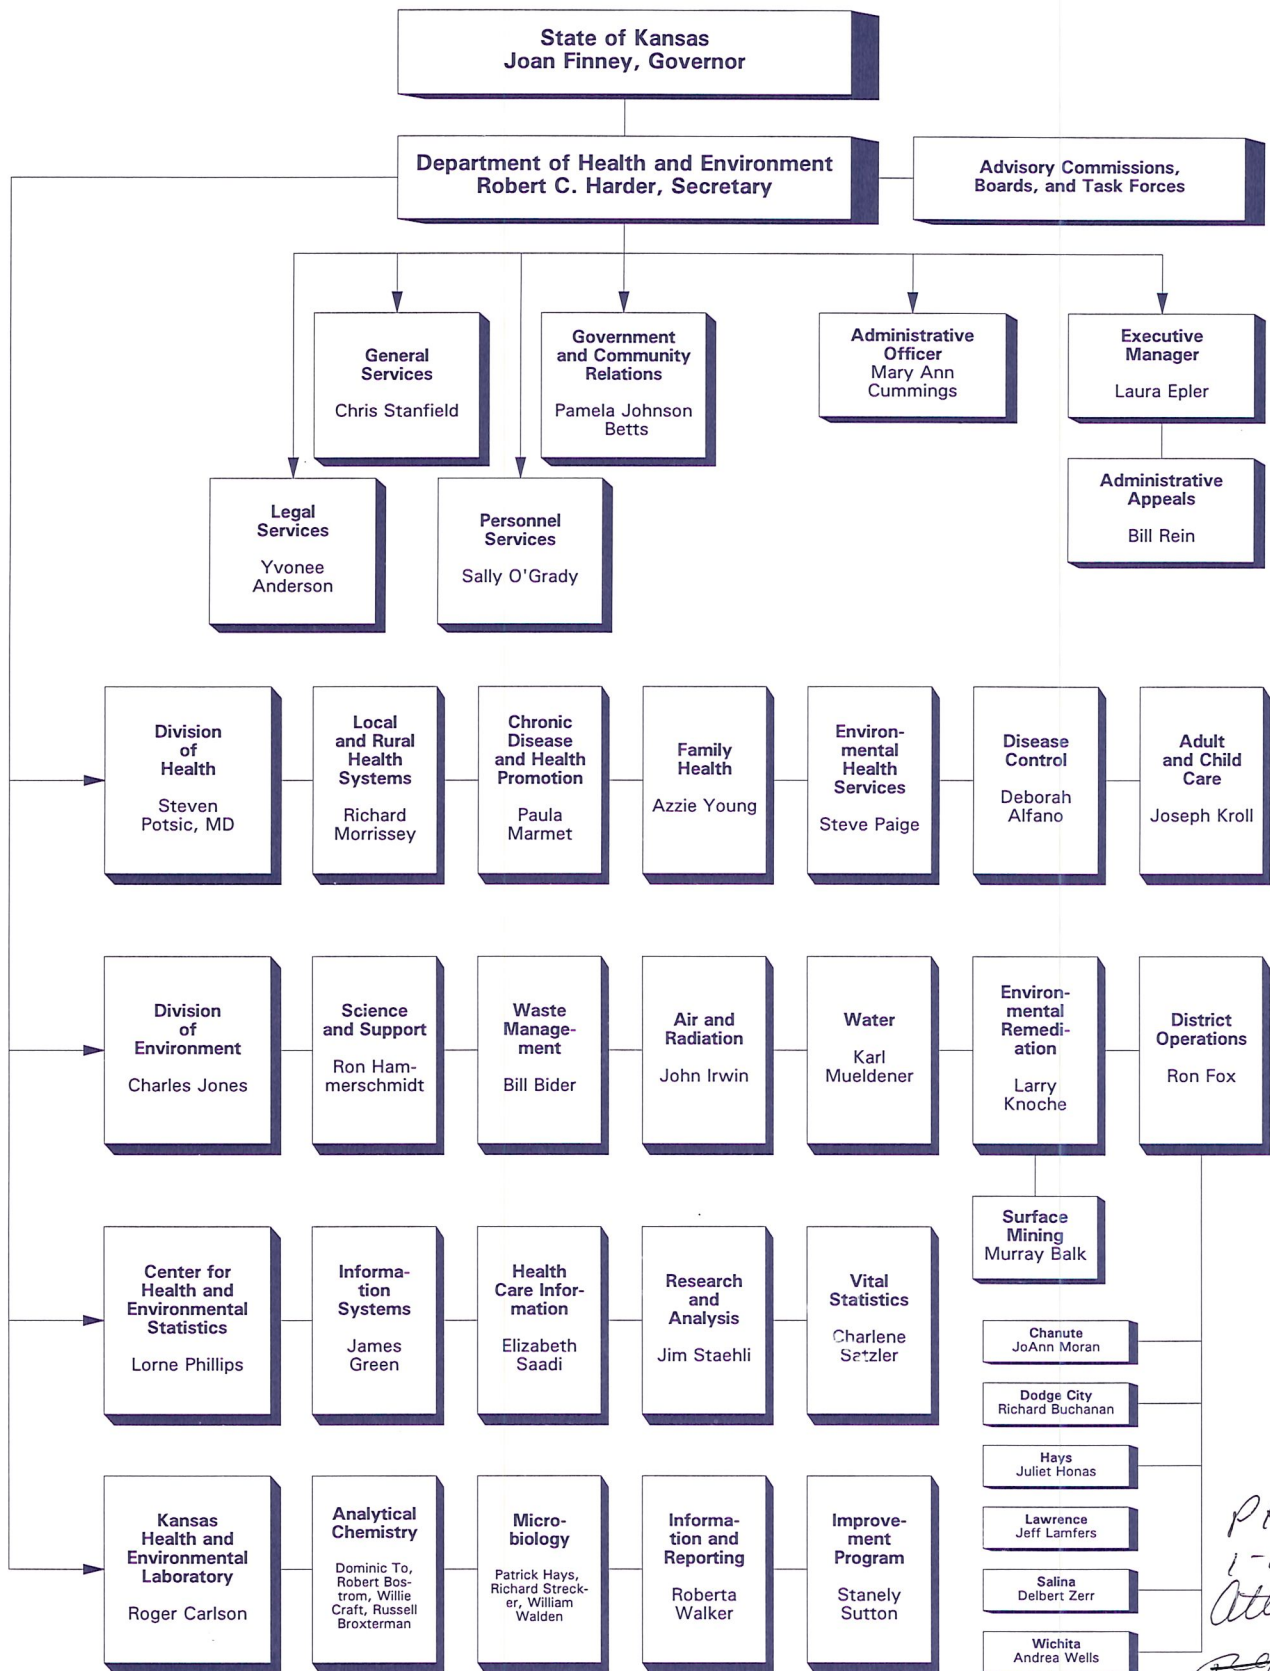 State of Kansas
Joan Finney, Governor
Department of Health and Environment
Robert C. Harder, Secretary
Advisory Commissions,
Boards, and Task Forces
General
Services
Chris Stanfield
Government
and Community
Relations
Pamela Johnson
Betts
Administrative
Officer
Mary Ann
Cummings
Executive
Manager
Laura Epler
Legal
Services
Yvonee
Anderson
Personnel
Services
Sally O'Grady
Administrative
Appeals
Bill Rein
Division
of
Health
Steven
Potsic, MD
Local
and Rural
Health
Systems
Richard
Morrissey
Chronic
Disease
and Health
Promotion
Paula
Marmet
Family
Health
Azzie Young
Environ-
mental
Health
Services
Steve Paige
Disease
Control
Deborah
Alfano
Adult
and Child
Care
Joseph Kroll
Division
of
Environment
Charles Jones
Science
and Support
Ron Ham-
merschmidt
Waste
Manage-
ment
Bill Bider
Air and
Radiation
John Irwin
Water
Karl
Mueldener
Environ-
mental
Remedi-
ation
Larry
Knoche
District
Operations
Ron Fox
Surface
Mining
Murray Balk
Center for
Health and
Environmental
Statistics
Lorne Phillips
Informa-
tion
Systems
James
Green
Health
Care Infor-
mation
Elizabeth
Saadi
Research
and
Analysis
Jim Staehli
Vital
Statistics
Charlene
Satzler
Chanute
JoAnn Moran
Dodge City
Richard Buchanan
Hays
Juliet Honas
Lawrence
Jeff Lamfers
Salina
Delbert Zerr
Wichita
Andrea Wells
Kansas
Health and
Environmental
Laboratory
Roger Carlson
Analytical
Chemistry
Dominic To,
Robert Bos-
trom, Willie
Craft, Russell
Broxterman
Micro-
biology
Patrick Hays,
Richard Streck-
er, William
Walden
Informa-
tion and
Reporting
Roberta
Walker
Improve-
ment
Program
Stanely
Sutton